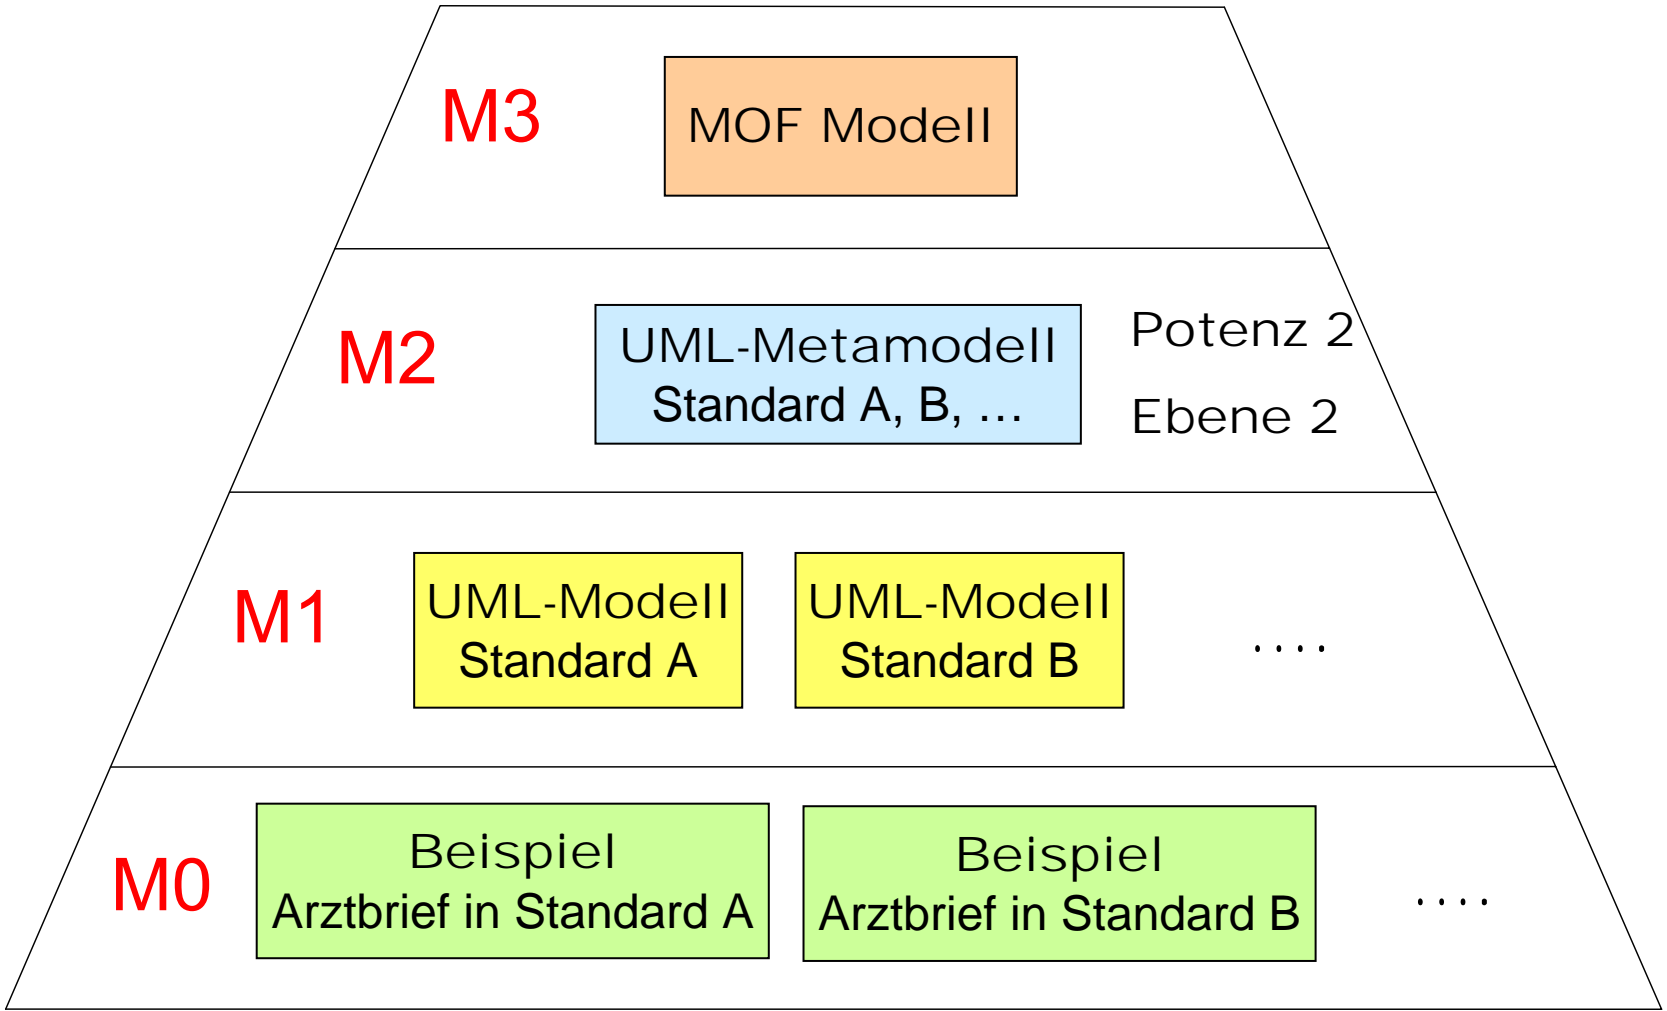 M3
MOF Modell
M2
UML-Metamodell
Standard A, B, …
Potenz 2
Ebene 2
M1
UML-Modell
Standard A
UML-Modell
Standard B
. . . .
M0
Beispiel
Arztbrief in Standard A
Beispiel
Arztbrief in Standard B
. . . .